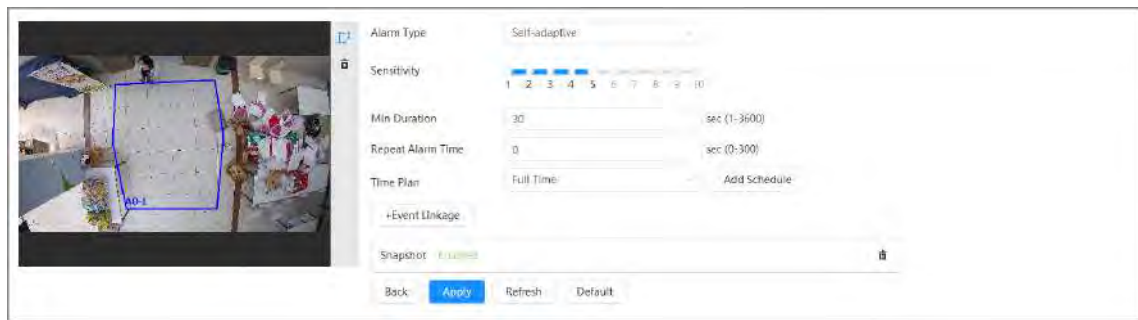 Alarm Type Self-adaptive
Sensitivity
1 2 3 4 5 6 7 8 9 10
Min Duration 30 sec (1-3600)
Repeat Alarm Time 0 sec (0-300)
Time Plan Full Time Add Schedule
A0-1
+Event Linkage
Snapshot Enabled
Back Apply Refresh Default